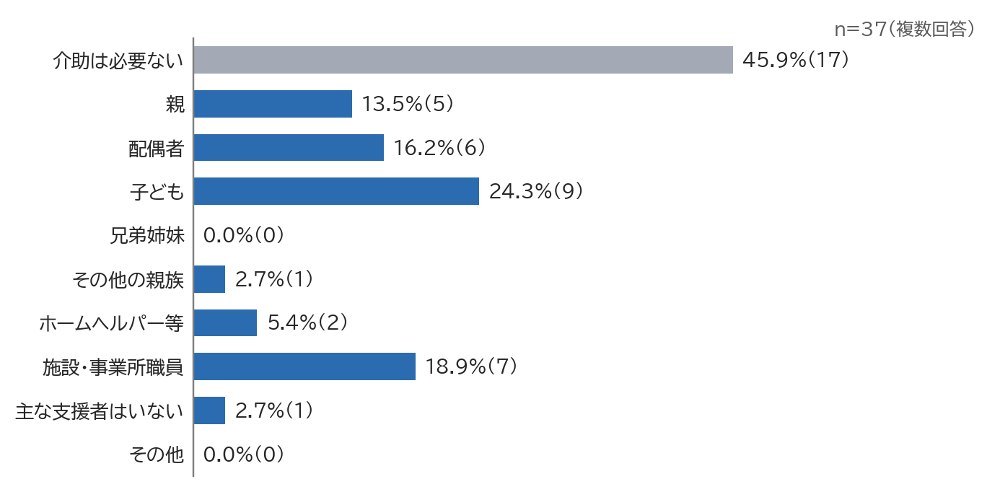 n=37(複数回答)
介助は必要ない 45.9%(17)
親 13.5%(5)
配偶者 16.2%(6)
子ども 24.3%(9)
兄弟姉妹 0.0%(0)
その他の親族 2.7%(1)
ホームヘルパー等 5.4%(2)
施設・事業所職員 18.9%(7)
主な支援者はいない 2.7%(1)
その他 0.0%(0)